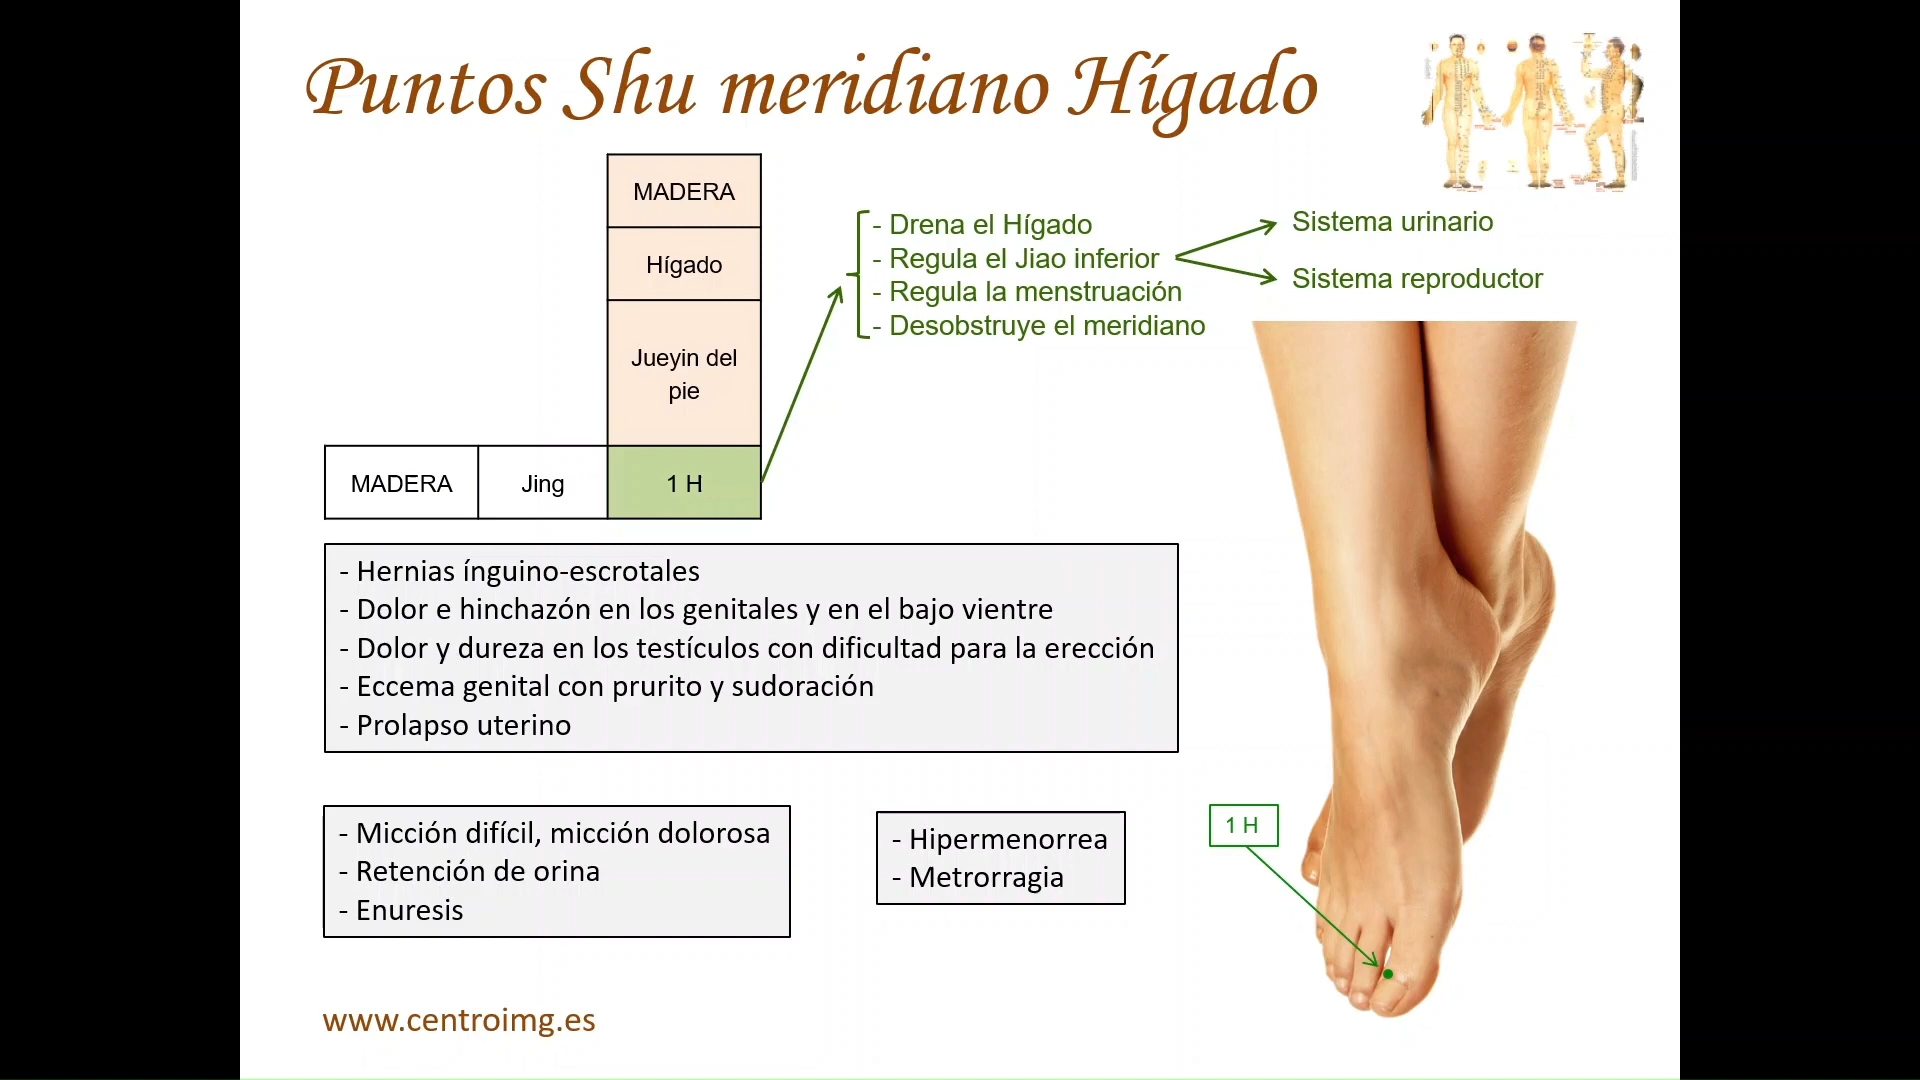 Puntos Shu meridiano Hígado
MADERA
Hígado
Jueyin del
pie
MADERA Jing 1 H
- Drena el Hígado
- Regula el Jiao inferior
- Regula la menstruación
- Desobstruye el meridiano
Sistema urinario
Sistema reproductor
- Hernias ínguino-escrotales
- Dolor e hinchazón en los genitales y en el bajo vientre
- Dolor y dureza en los testículos con dificultad para la erección
- Eccema genital con prurito y sudoración
- Prolapso uterino
- Micción difícil, micción dolorosa
- Retención de orina
- Enuresis
- Hipermenorrea
- Metrorragia
1 H
www.centroimg.es